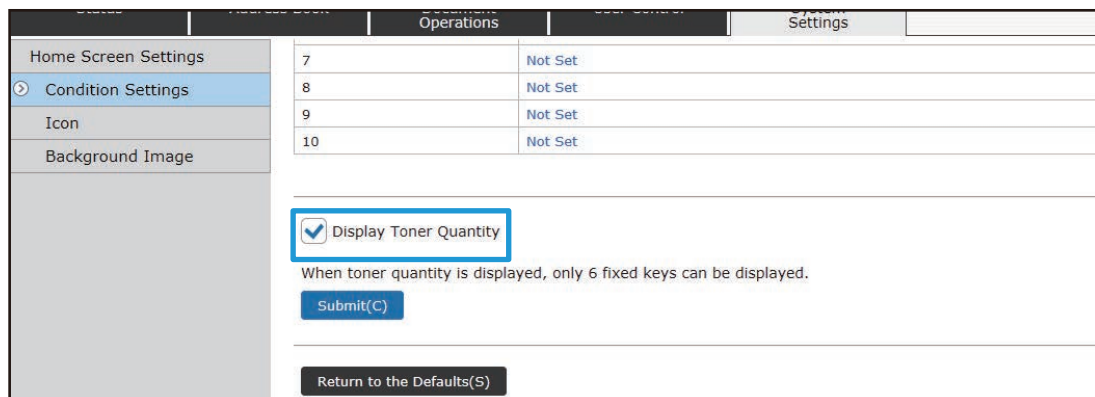 Operations
Settings
Home Screen Settings
Condition Settings
Icon
Background Image
7 Not Set
8 Not Set
9 Not Set
10 Not Set
Display Toner Quantity
When toner quantity is displayed, only 6 fixed keys can be displayed.
Submit(C)
Return to the Defaults(S)